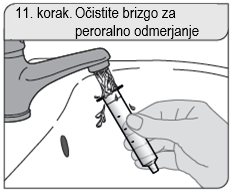 11. korak. Očistite brizgo za
peroralno odmerjanje